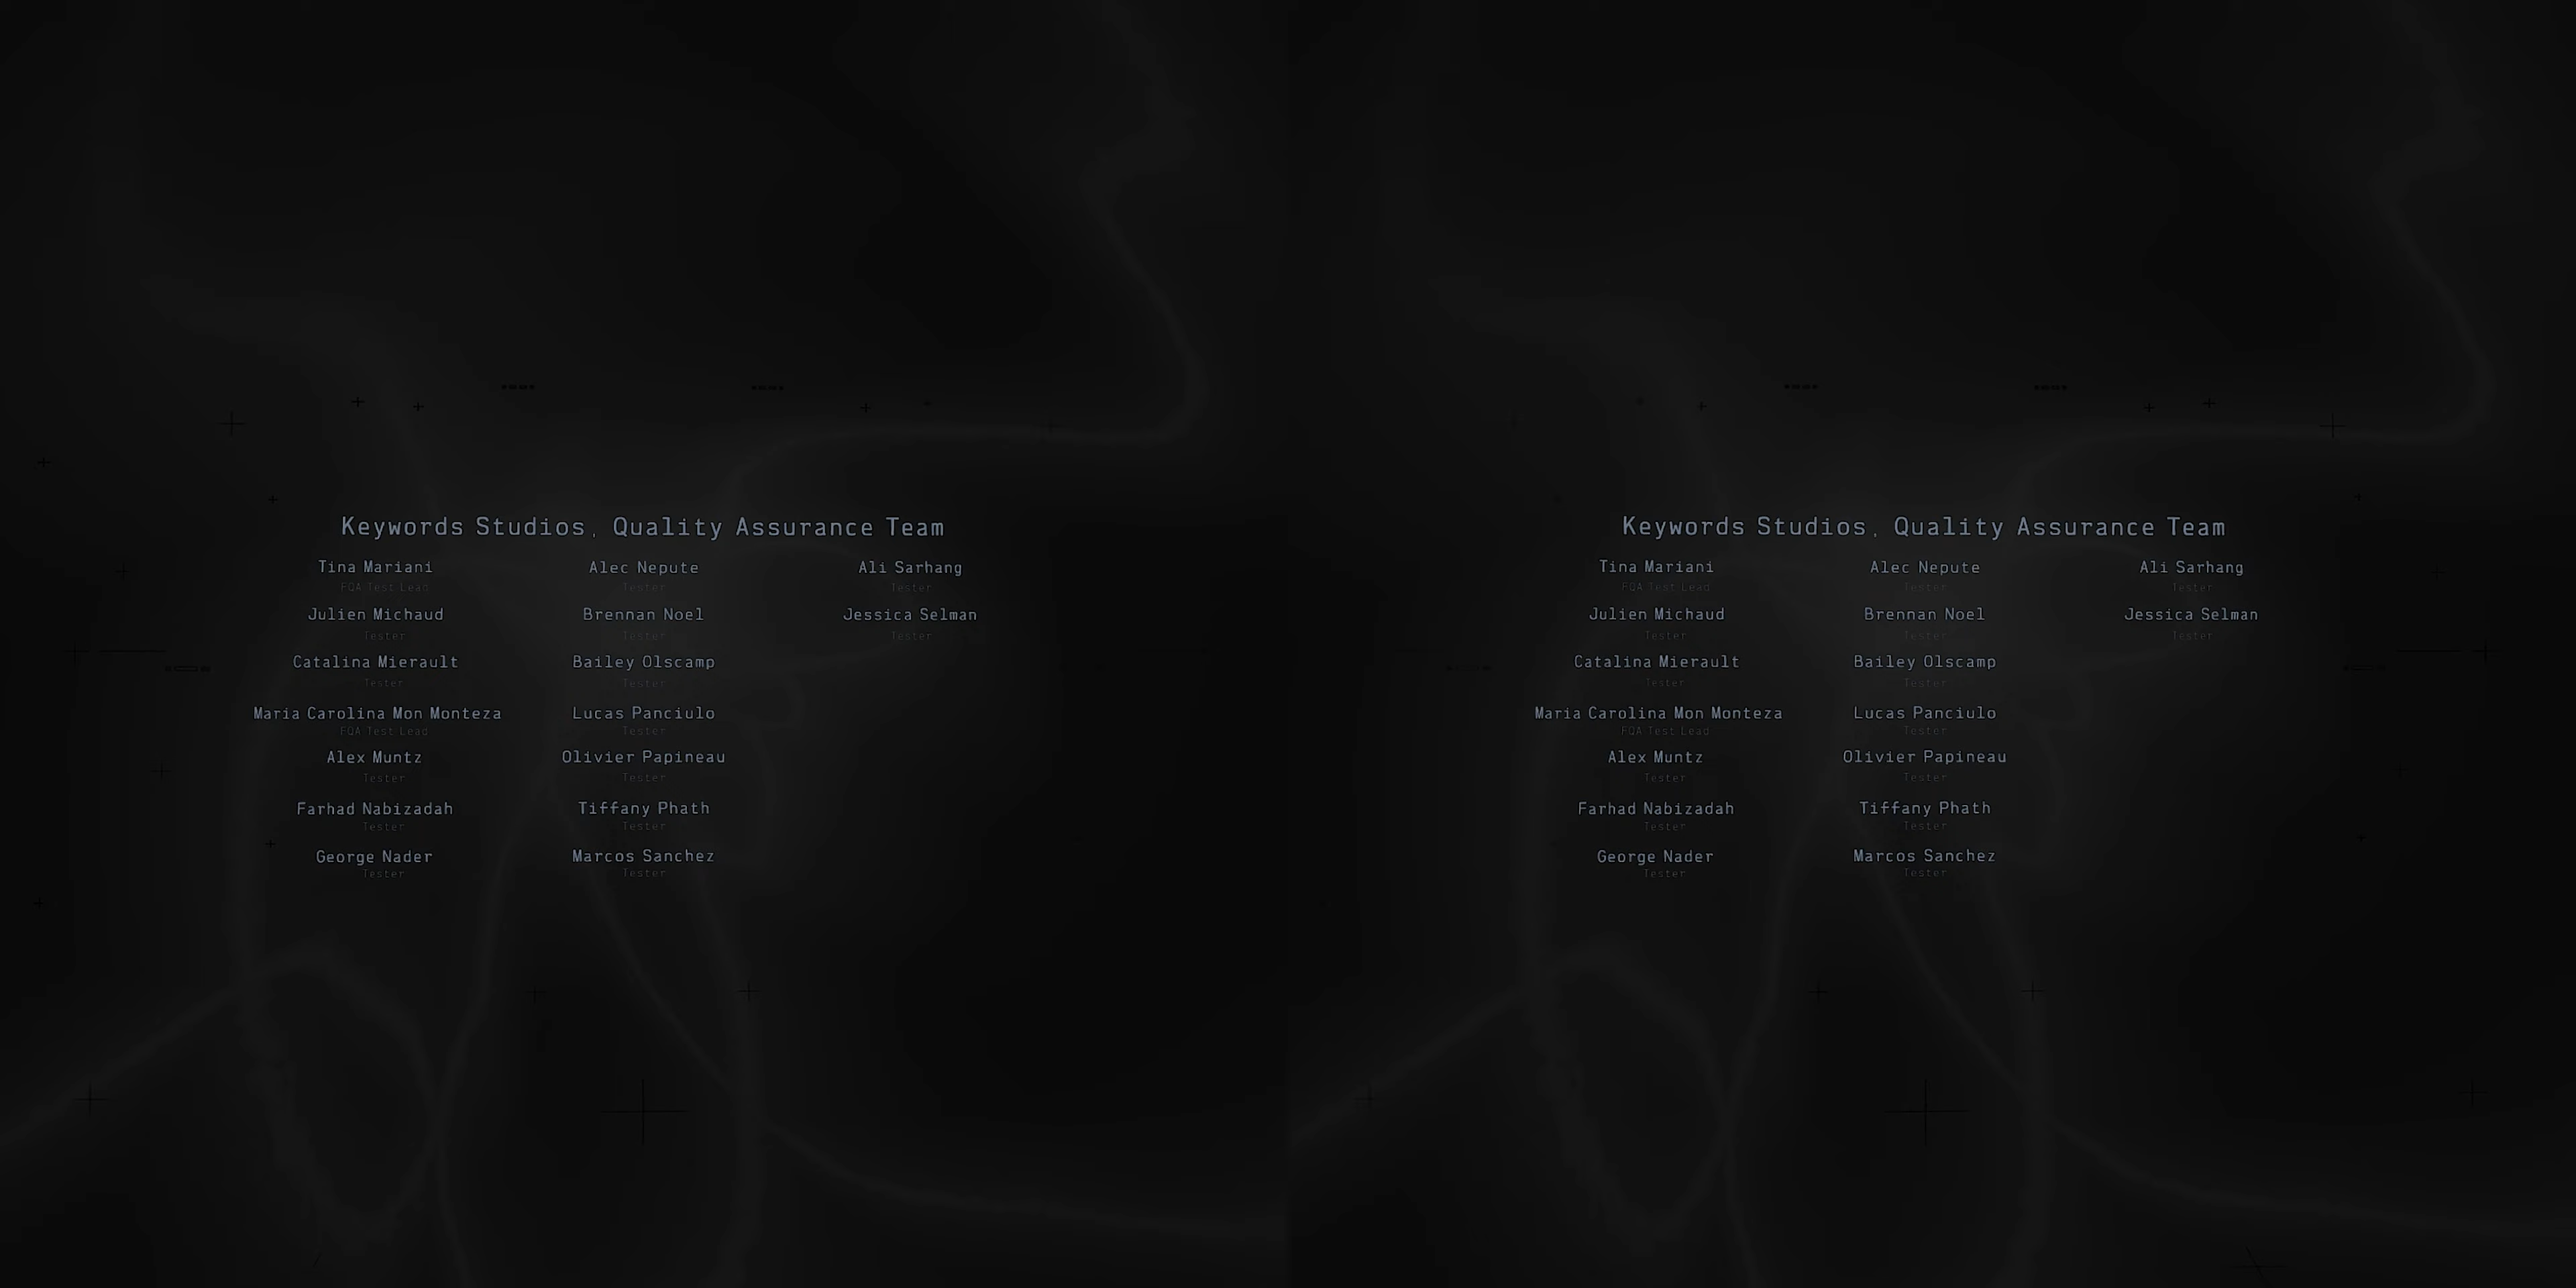 Keywords Studios, Quality Assurance Team
Tina Mariani
FQA Test Lead
Julien Michaud
Tester
Catalina Mierault
Tester
Maria Carolina Mon Monteza
FQA Test Lead
Alex Muntz
Tester
Farhad Nabizadah
Tester
George Nader
Tester
Alec Nepute
Tester
Brennan Noel
Tester
Bailey Olscamp
Tester
Lucas Panciulo
Tester
Olivier Papineau
Tester
Tiffany Phath
Tester
Marcos Sanchez
Tester
Ali Sarhang
Tester
Jessica Selman
Tester
Keywords Studios, Quality Assurance Team
Tina Mariani
FQA Test Lead
Julien Michaud
Tester
Catalina Mierault
Tester
Maria Carolina Mon Monteza
FQA Test Lead
Alex Muntz
Tester
Farhad Nabizadah
Tester
George Nader
Tester
Alec Nepute
Tester
Brennan Noel
Tester
Bailey Olscamp
Tester
Lucas Panciulo
Tester
Olivier Papineau
Tester
Tiffany Phath
Tester
Marcos Sanchez
Tester
Ali Sarhang
Tester
Jessica Selman
Tester